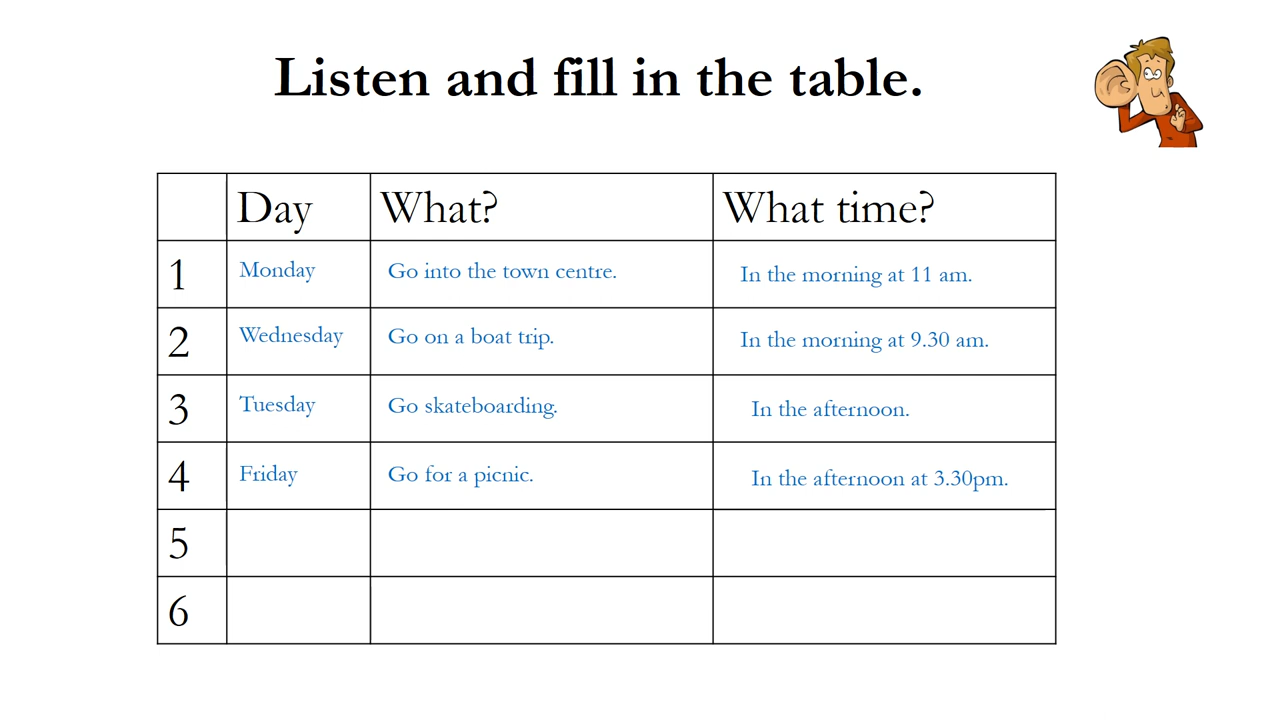 Listen and fill in the table.
Day What? What time?
1 Monday Go into the town centre. In the morning at 11 am.
2 Wednesday Go on a boat trip. In the morning at 9.30 am.
3 Tuesday Go skateboarding. In the afternoon.
4 Friday Go for a picnic. In the afternoon at 3.30pm.
5
6